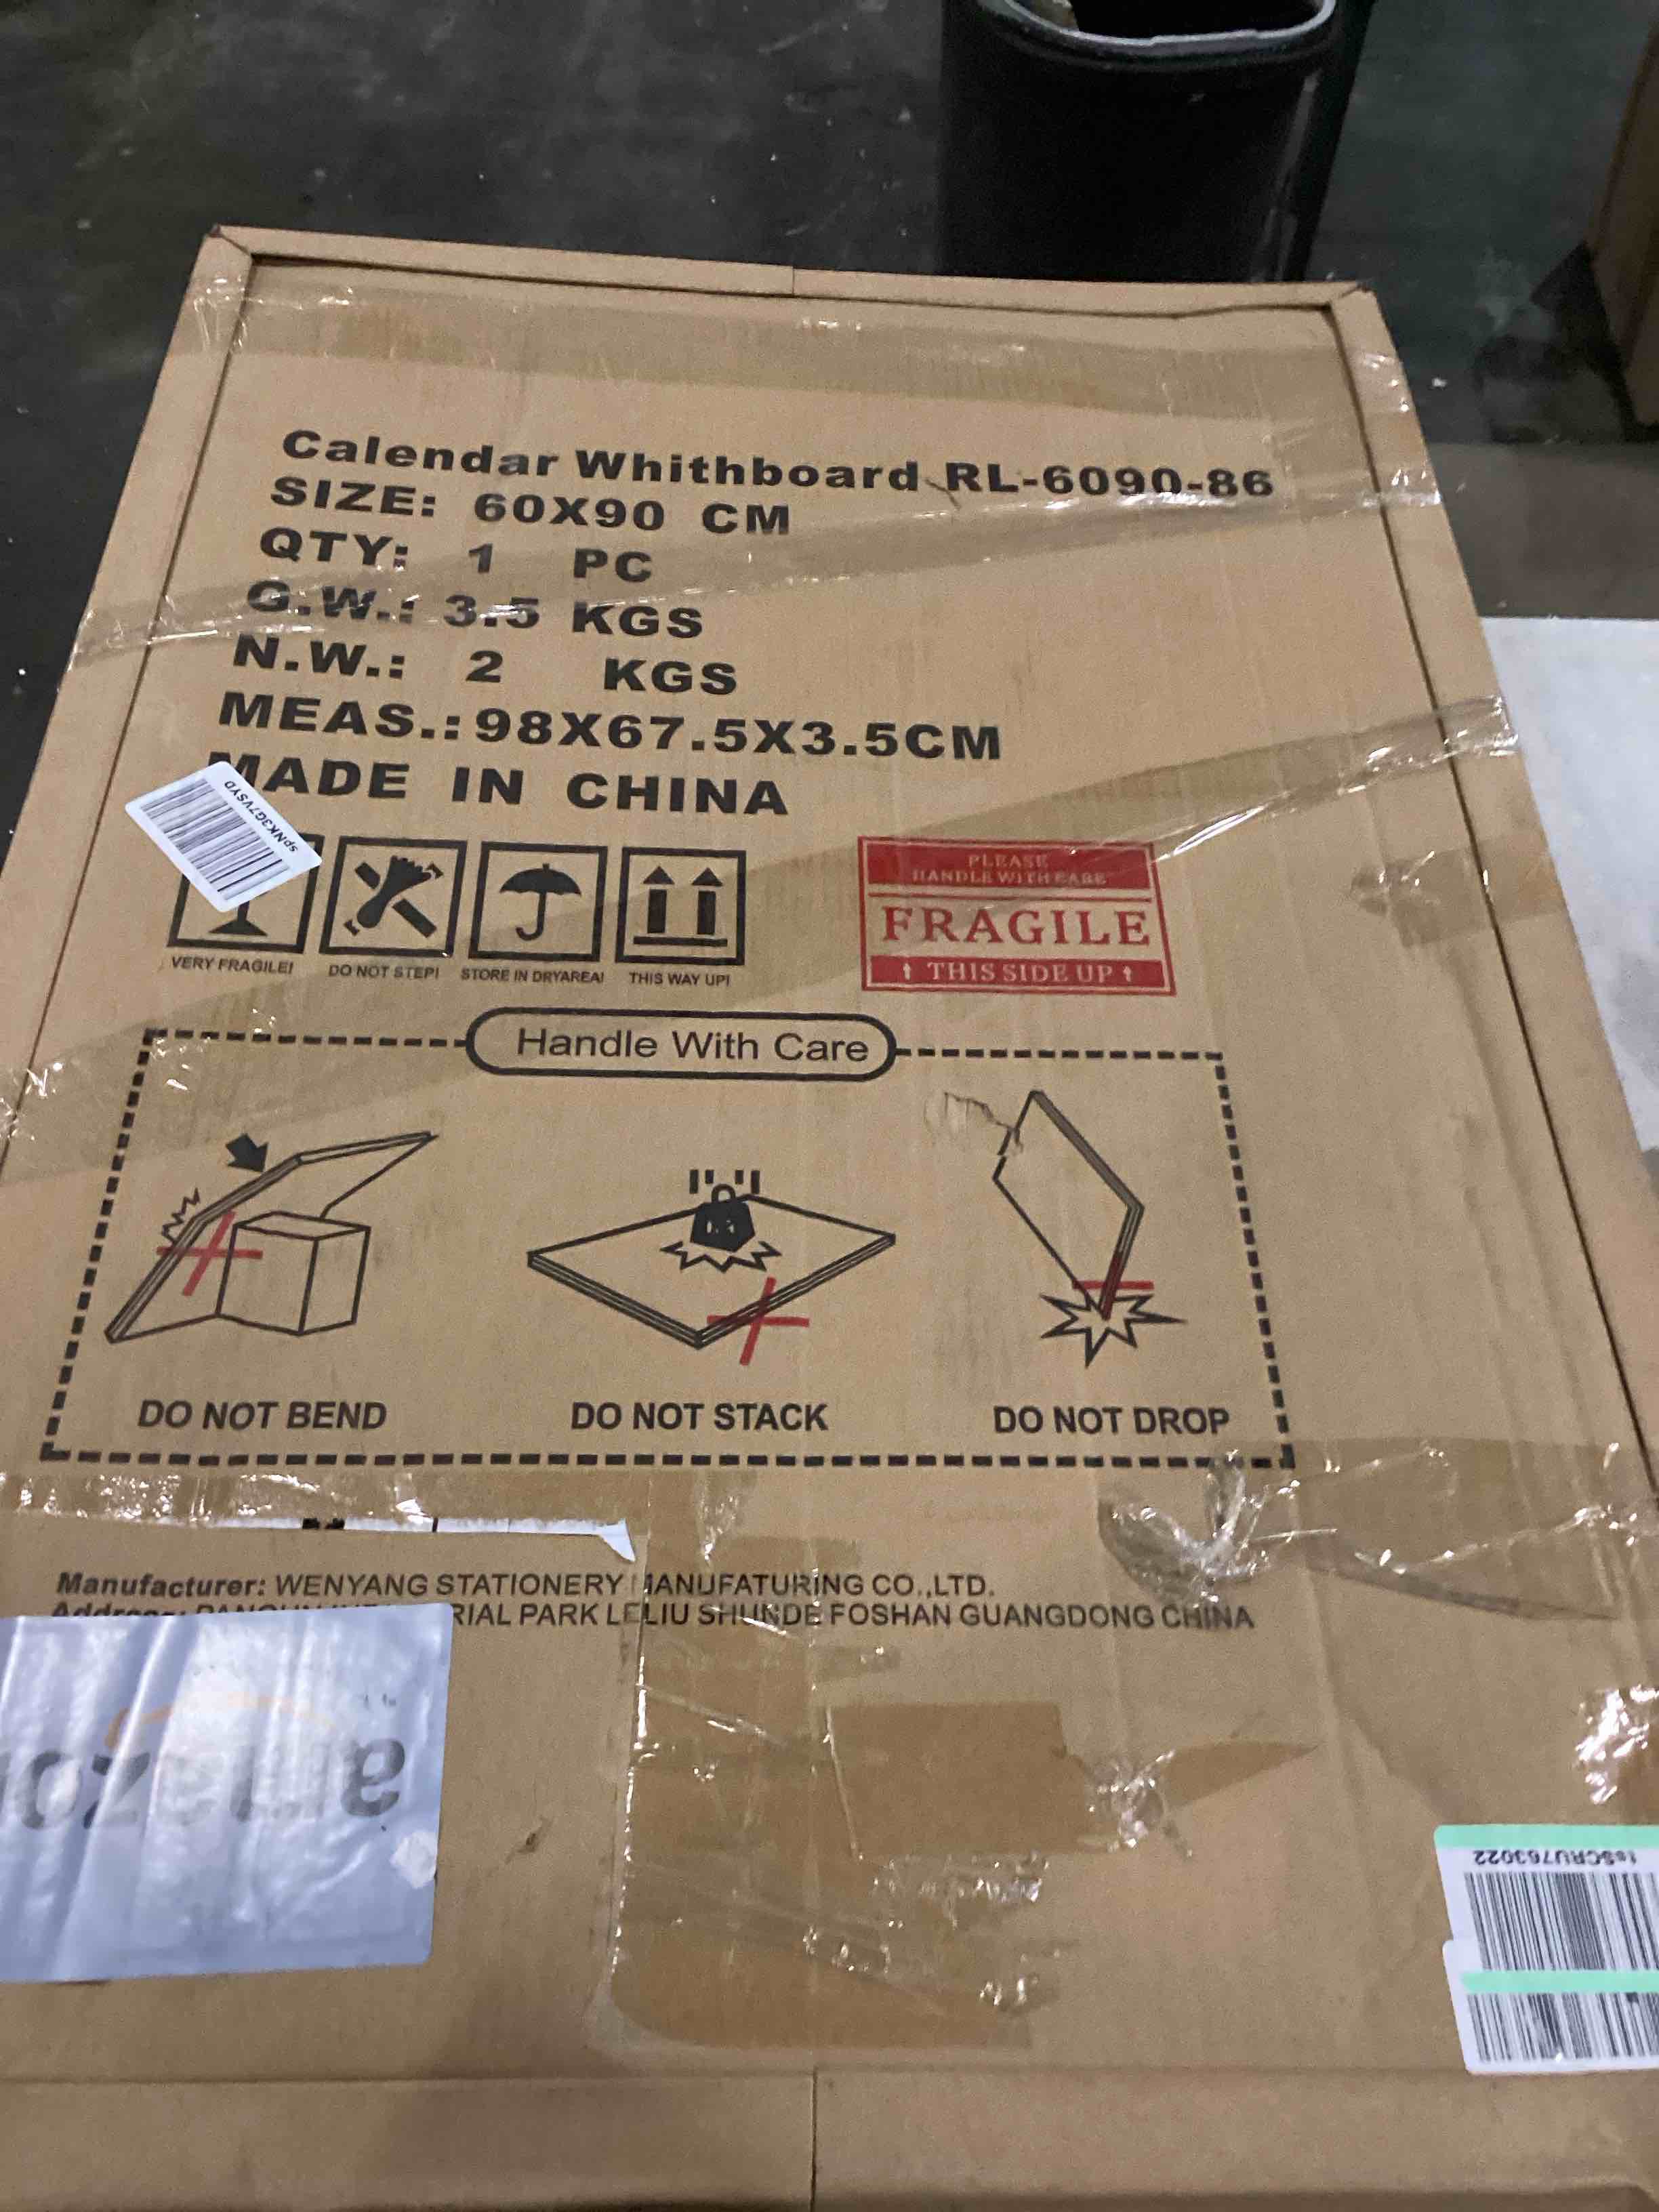 Calendar Whithboard RL-6090-86
SIZE: 60X90 CM
QTY: 1 PC
G.W.: 3.5 KGS
N.W.: 2 KGS
MEAS.:98X67.5X3.5CM
MADE IN CHINA
spNK3G7VSYD
VERY FRAGILE! DO NOT STEP! STORE IN DRYAREA! THIS WAY UP!
PLEASE
HANDLE WITH CARE
FRAGILE
THIS SIDE UP
Handle With Care
DO NOT BEND DO NOT STACK DO NOT DROP
Manufacturer: WENYANG STATIONERY MANUFATURING CO.,LTD.
PARK LELIU SHUNDE FOSHAN GUANGDONG CHINA
amazo
1sSCRU763022